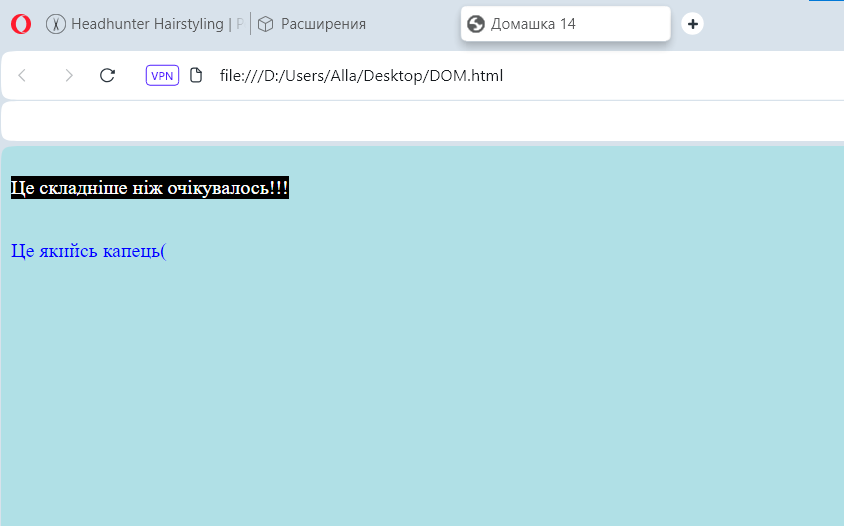 Headhunter Hairstyling | P
Расширения
Домашка 14
VPN
file:///D:/Users/Alla/Desktop/DOM.html
Це складніше ніж очікувалось!!!
Це якийсь капець(